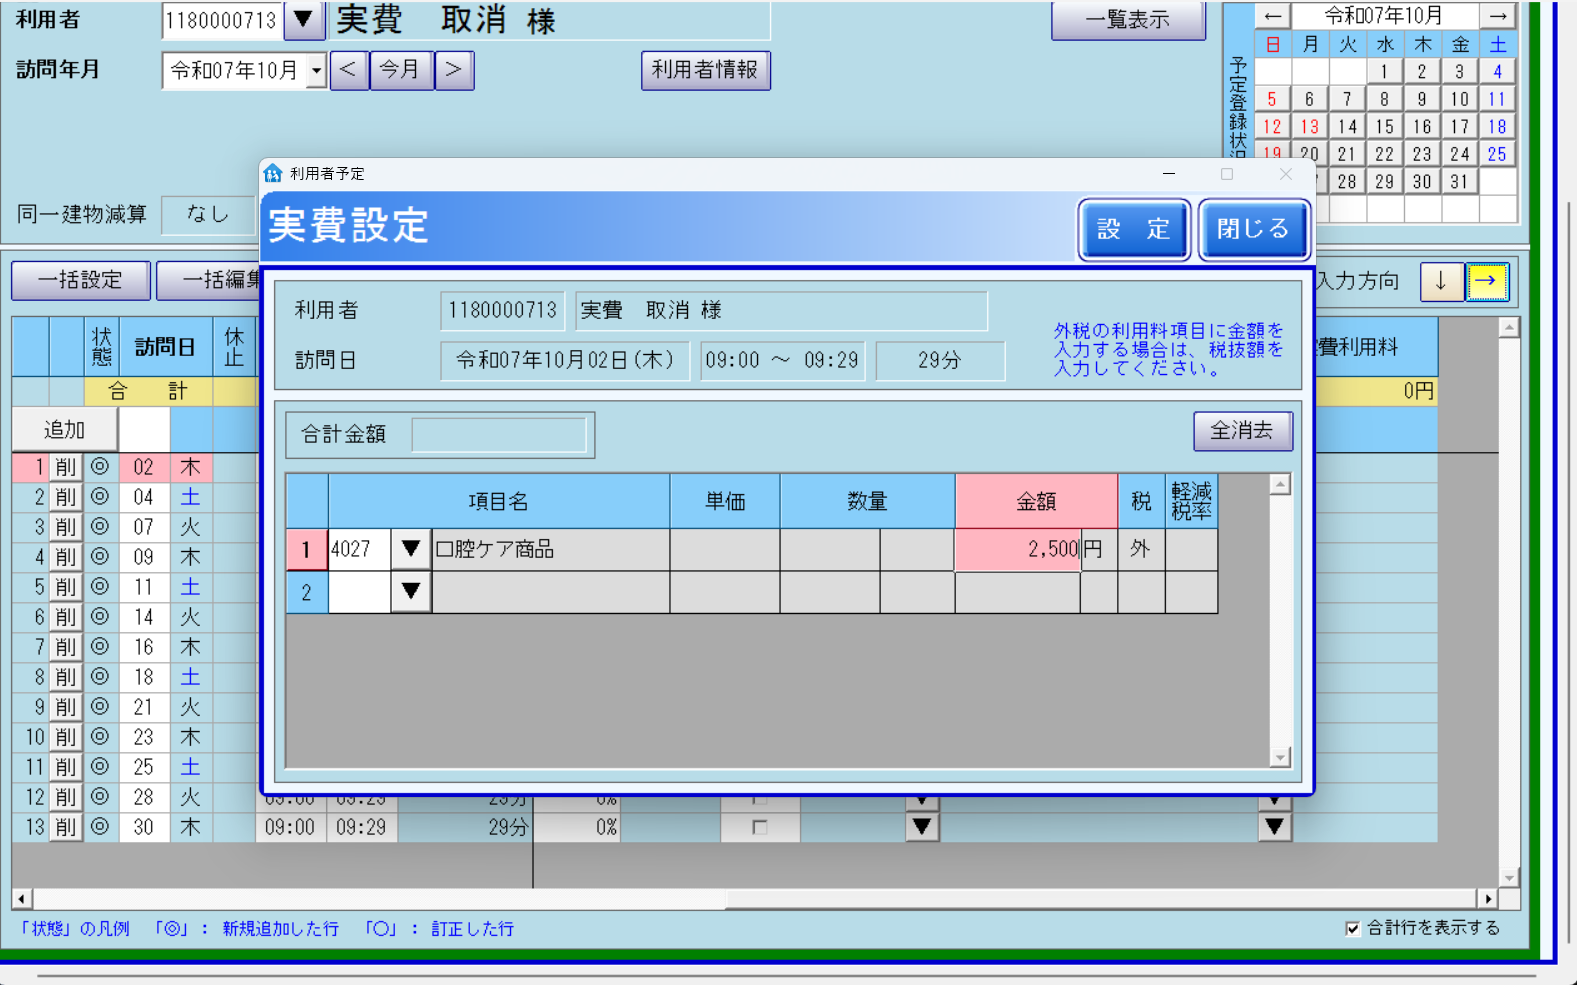 利用者 1180000713 ▼ 実費　取消 様 一覧表示
訪問年月 令和07年10月 < 今月 > 利用者情報
同一建物減算 なし
予定登録状況
← 令和07年10月 →
日 月 火 水 木 金 土
1 2 3 4
5 6 7 8 9 10 11
12 13 14 15 16 17 18
19 20 21 22 23 24 25
28 29 30 31
利用者予定
実費設定 設　定 閉じる
利用者 1180000713 実費　取消 様
訪問日 令和07年10月02日(木) 09:00 ～ 09:29 29分
外税の利用料項目に金額を
入力する場合は、税抜額を
入力してください。
合計金額 全消去
項目名 単価 数量 金額 税 軽減税率
1 4027 ▼ 口腔ケア商品 2,500 円 外
2 ▼
一括設定 一括編集 入力方向 ↓ →
状態 訪問日 休止 費利用料
合　計 0円
追加
1 削 ◎ 02 木
2 削 ◎ 04 土
3 削 ◎ 07 火
4 削 ◎ 09 木
5 削 ◎ 11 土
6 削 ◎ 14 火
7 削 ◎ 16 木
8 削 ◎ 18 土
9 削 ◎ 21 火
10 削 ◎ 23 木
11 削 ◎ 25 土
12 削 ◎ 28 火 09:00 09:29 29分 0% ▼ ▼
13 削 ◎ 30 木 09:00 09:29 29分 0% ▼ ▼
「状態」の凡例　「◎」： 新規追加した行　「○」： 訂正した行
合計行を表示する